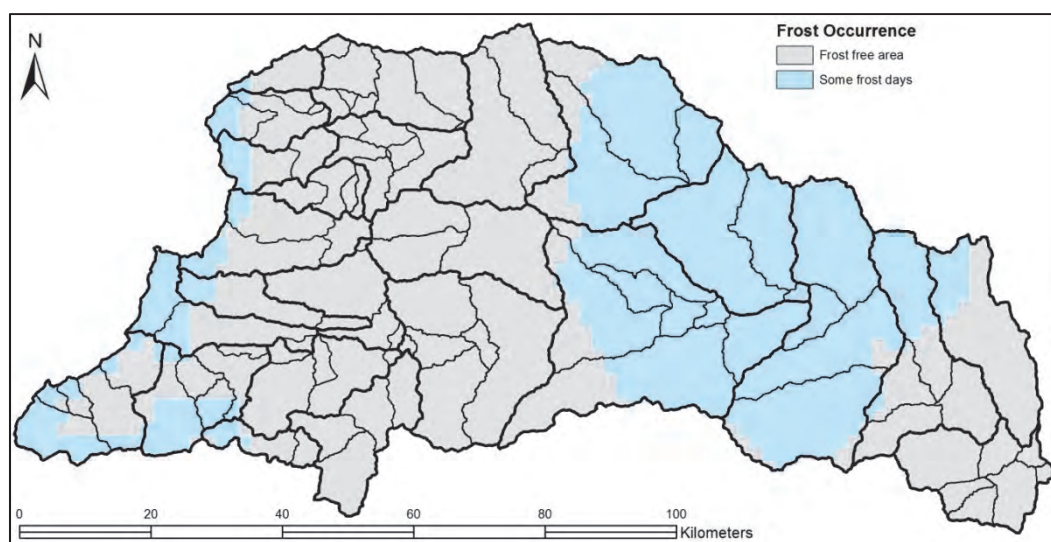 N
Frost Occurrence
Frost free area
Some frost days
0 20 40 60 80 100
Kilometers